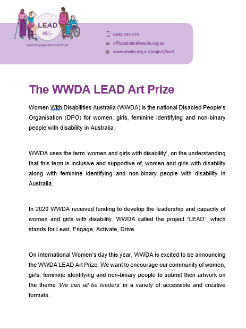 LEAD
The WWDA LEAD Art Prize
Women With Disabilities Australia (WWDA) is the national Disabled People's
Organisation (DPO) for women, girls, feminine identifying and non-binary
people with disability in Australia.
WWDA uses the term 'women and girls with disability', on the understanding
that this term is inclusive and supportive of, women and girls with disability
along with feminine identifying and non-binary people with disability in
Australia.
In 2020 WWDA received funding to develop the leadership and capacity of
women and girls with disability. WWDA called the project "LEAD", which
stands for Lead, Engage, Activate, Drive.
On International Women's day this year, WWDA is excited to be announcing
the WWDA LEAD Art Prize. We want to encourage our community of women,
girls, feminine identifying and non-binary people to submit their artwork on
the theme 'We can all be leaders' in a variety of accessible and creative
formats.